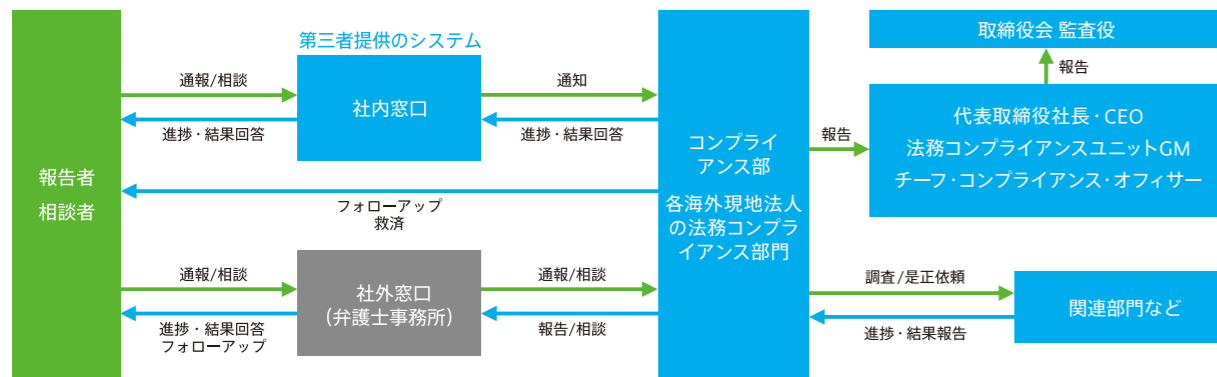 第三者提供のシステム
取締役会 監査役
報告
通報/相談
社内窓口
通知
進捗・結果回答
進捗・結果回答
報告者
相談者
フォローアップ
救済
コンプライ
アンス部
各海外現地法人
の法務コンプラ
イアンス部門
報告
代表取締役社長・CEO
法務コンプライアンスユニットGM
チーフ・コンプライアンス・オフィサー
通報/相談
進捗・結果回答
フォローアップ
社外窓口
（弁護士事務所）
通報/相談
報告/相談
調査/是正依頼
進捗・結果報告
関連部門など